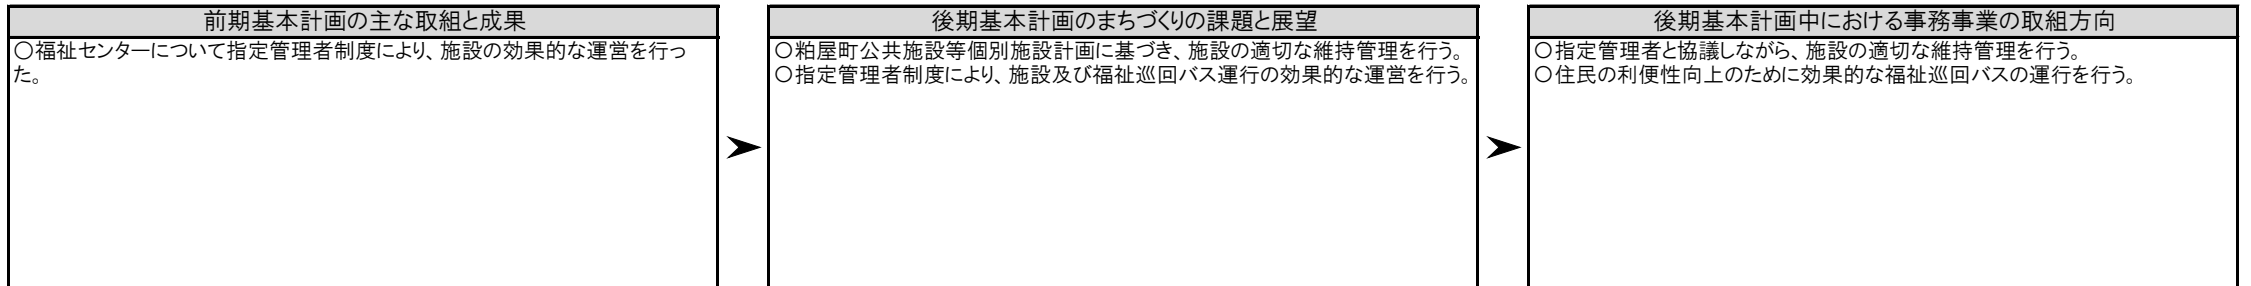 前期基本計画の主な取組と成果
○福祉センターについて指定管理者制度により、施設の効果的な運営を行っ
た。
後期基本計画のまちづくりの課題と展望
○粕屋町公共施設等個別施設計画に基づき、施設の適切な維持管理を行う。
○指定管理者制度により、施設及び福祉巡回バス運行の効果的な運営を行う。
後期基本計画中における事務事業の取組方向
○指定管理者と協議しながら、施設の適切な維持管理を行う。
○住民の利便性向上のために効果的な福祉巡回バスの運行を行う。